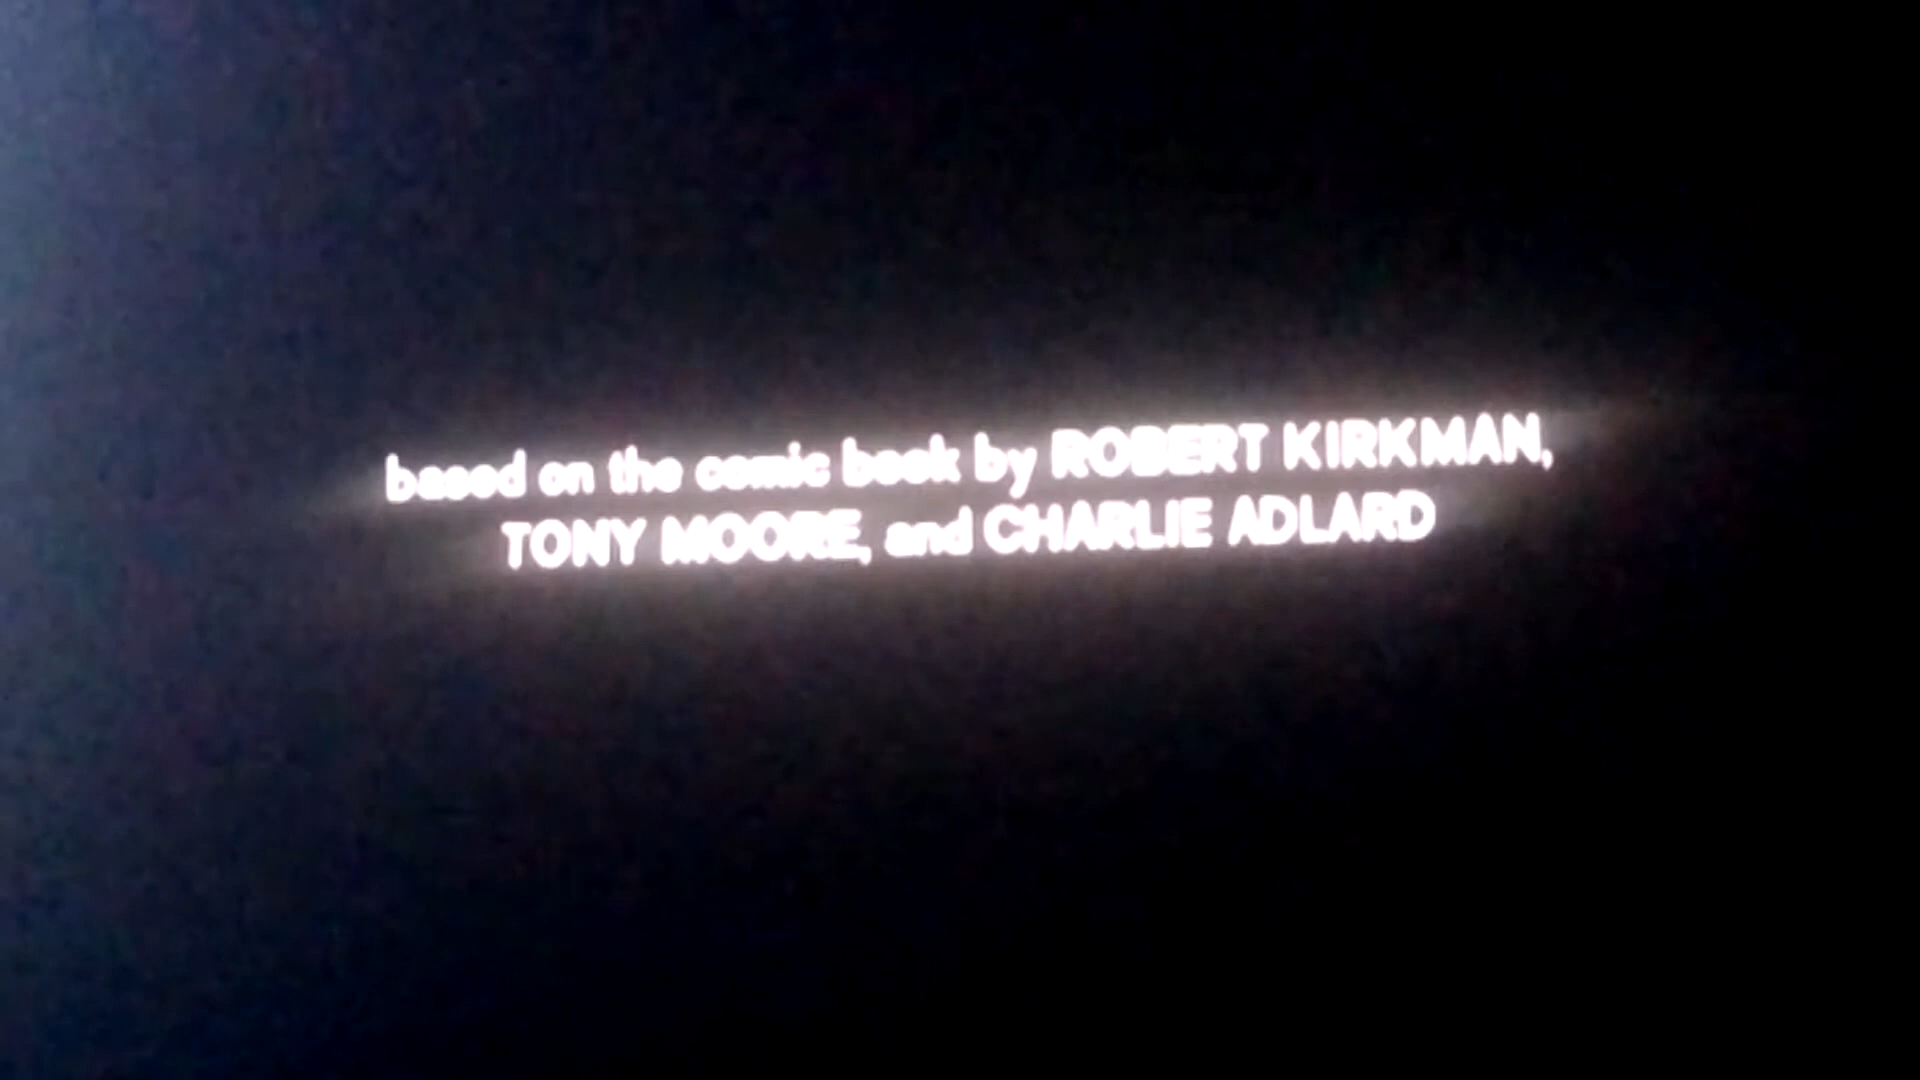 based on the comic book by ROBERT KIRKMAN,
TONY MOORE, and CHARLIE ADLARD